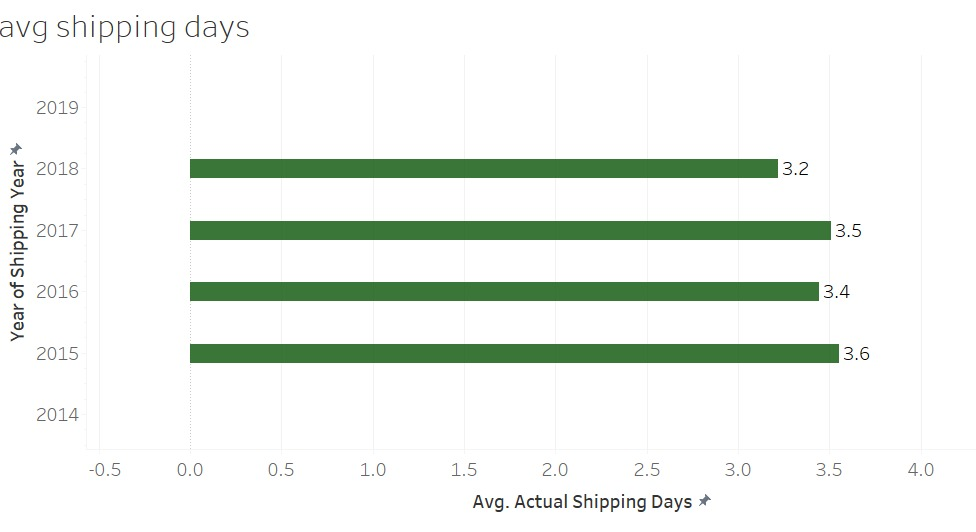 avg shipping days
Year of Shipping Year
2019
2018 3.2
2017 3.5
2016 3.4
2015 3.6
2014
-0.5 0.0 0.5 1.0 1.5 2.0 2.5 3.0 3.5 4.0
Avg. Actual Shipping Days